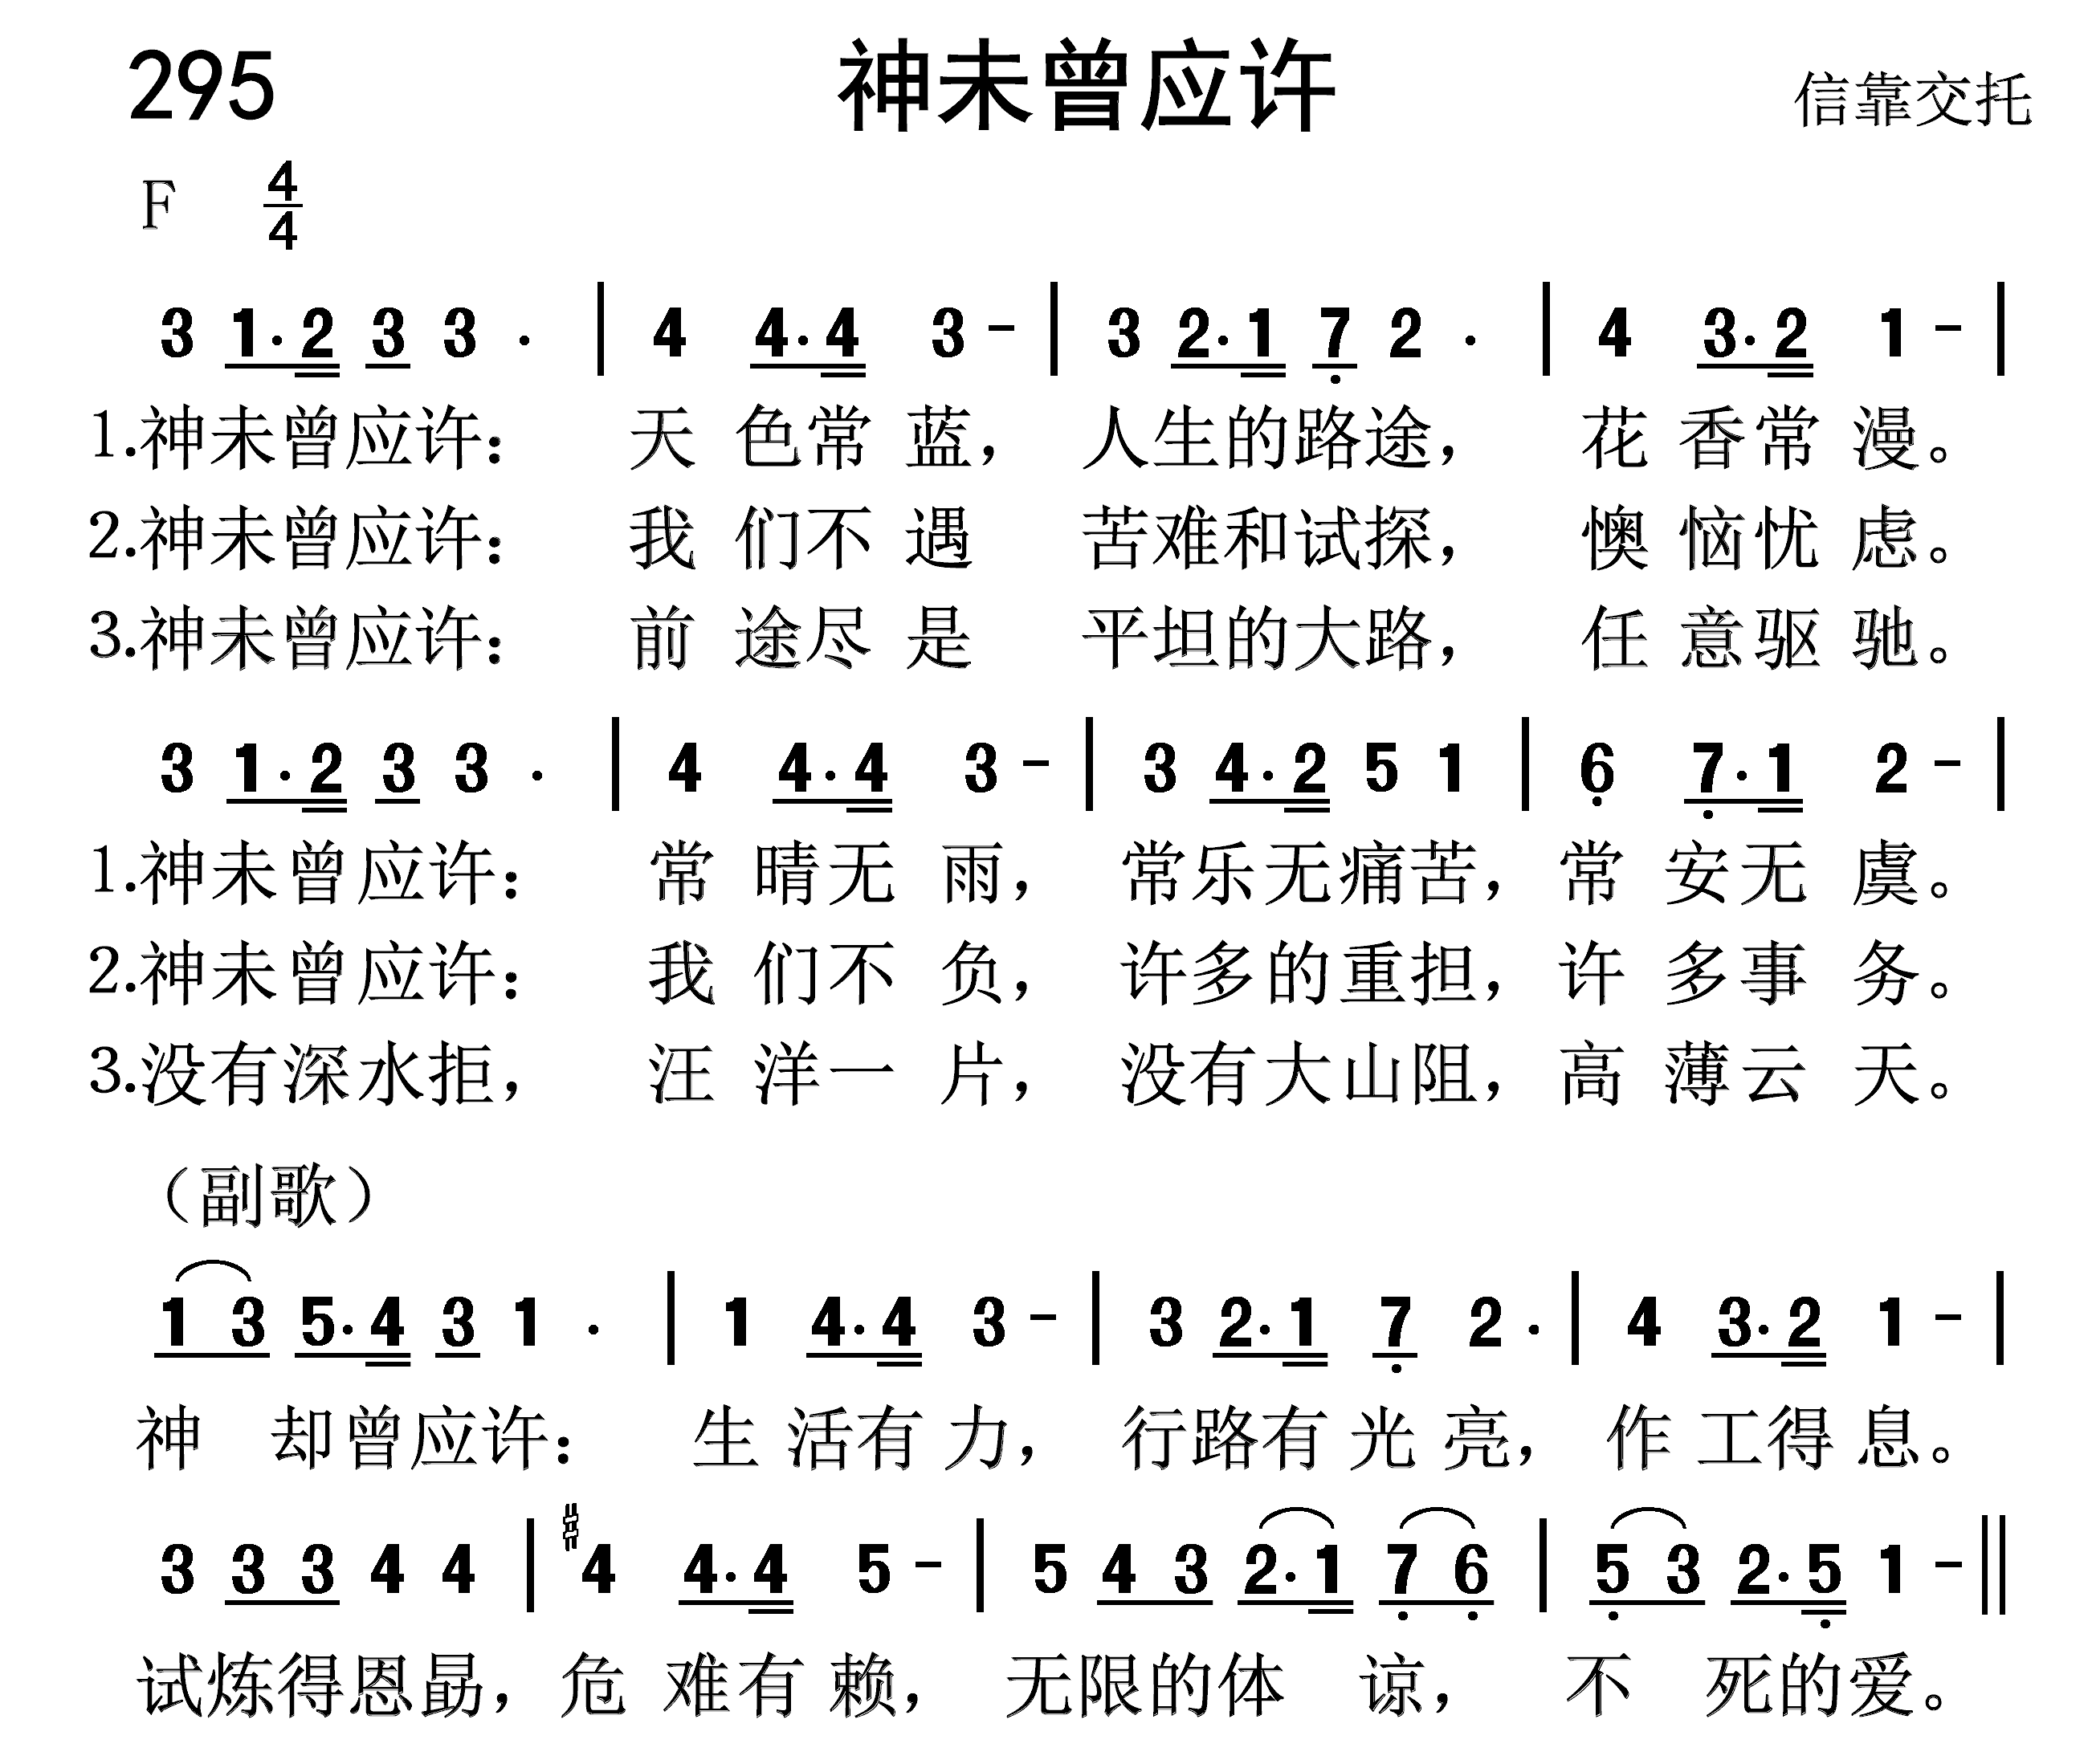 295 神未曾应许 信靠交托
F 4/4
3 1·2 3 3 · | 4 4·4 3 - | 3 2·1 7 2 · | 4 3·2 1 - |
1.神未曾应许： 天 色常 蓝， 人生的路途， 花 香常 漫。
2.神未曾应许： 我 们不 遇 苦难和试探， 懊 恼忧 虑。
3.神未曾应许： 前 途尽 是 平坦的大路， 任 意驱 驰。
3 1·2 3 3 · | 4 4·4 3 - | 3 4·2 5 1 | 6 7·1 2 - |
1.神未曾应许： 常 晴无 雨， 常乐无痛苦， 常 安无 虞。
2.神未曾应许： 我 们不 负， 许多的重担， 许 多事 务。
3.没有深水拒， 汪 洋一 片， 没有大山阻， 高 薄云 天。
（副歌）
1 3 5·4 3 1 · | 1 4·4 3 - | 3 2·1 7 2 · | 4 3·2 1 - |
神 却曾应许： 生 活有 力， 行路有光亮， 作 工得 息。
3 3 3 4 4 | #4 4·4 5 - | 5 4 3 2·1 7 6 | 5 3 2·5 1 - ||
试炼得恩勗， 危 难有 赖， 无限的体 谅， 不 死的爱。